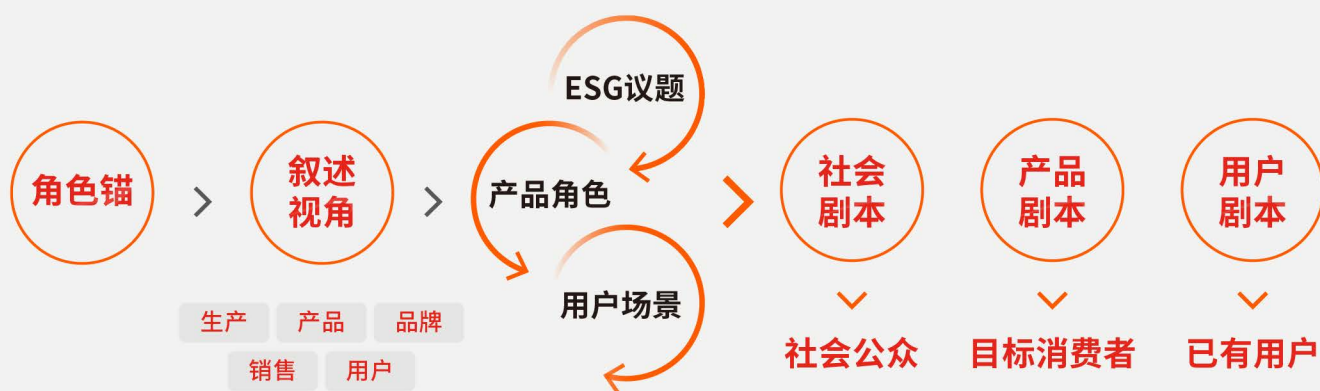 角色锚
叙述
视角
生产
产品
品牌
销售
用户
ESG议题
产品角色
用户场景
社会
剧本
社会公众
产品
剧本
目标消费者
用户
剧本
已有用户